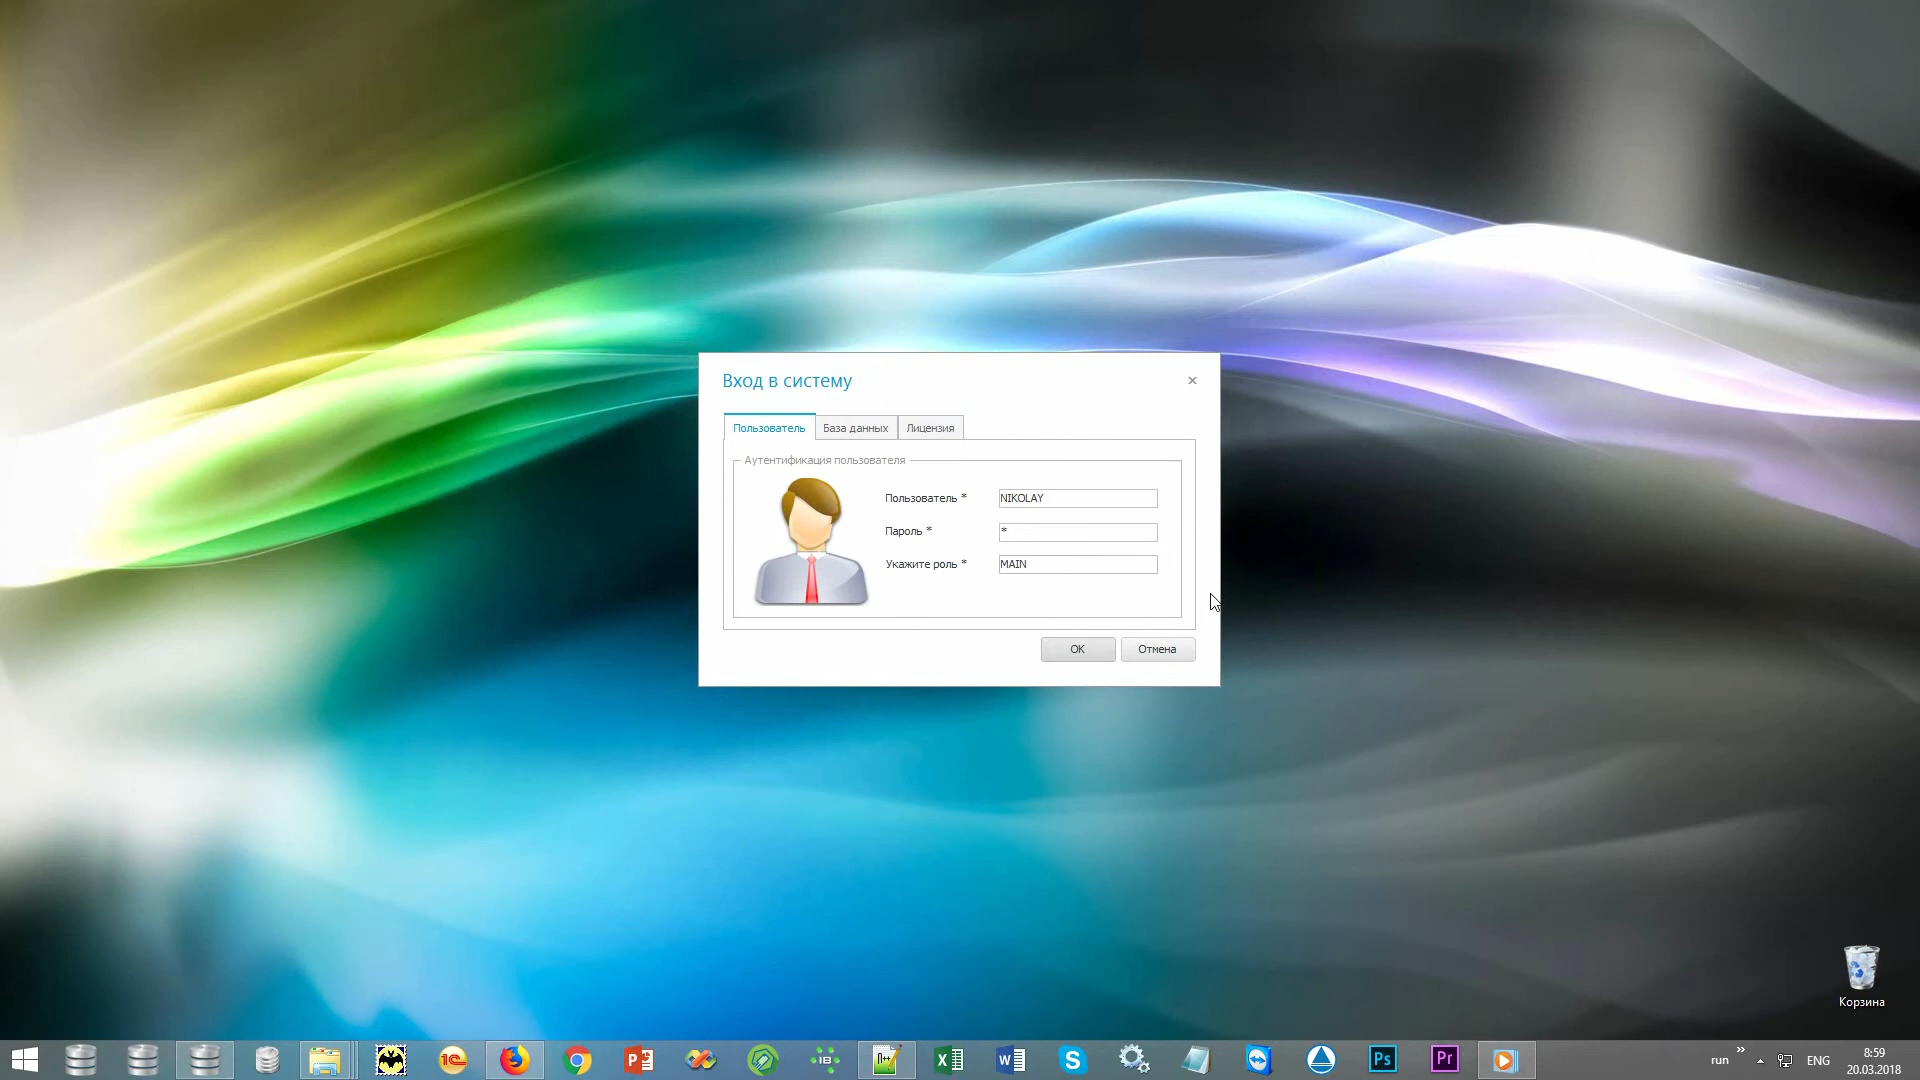 Вход в систему
Пользователь
База данных
Лицензия
Аутентификация пользователя
Пользователь *
NIKOLAY
Пароль *
*
Укажите роль *
MAIN
OK
Отмена
Корзина
run
ENG
8:59
20.03.2018